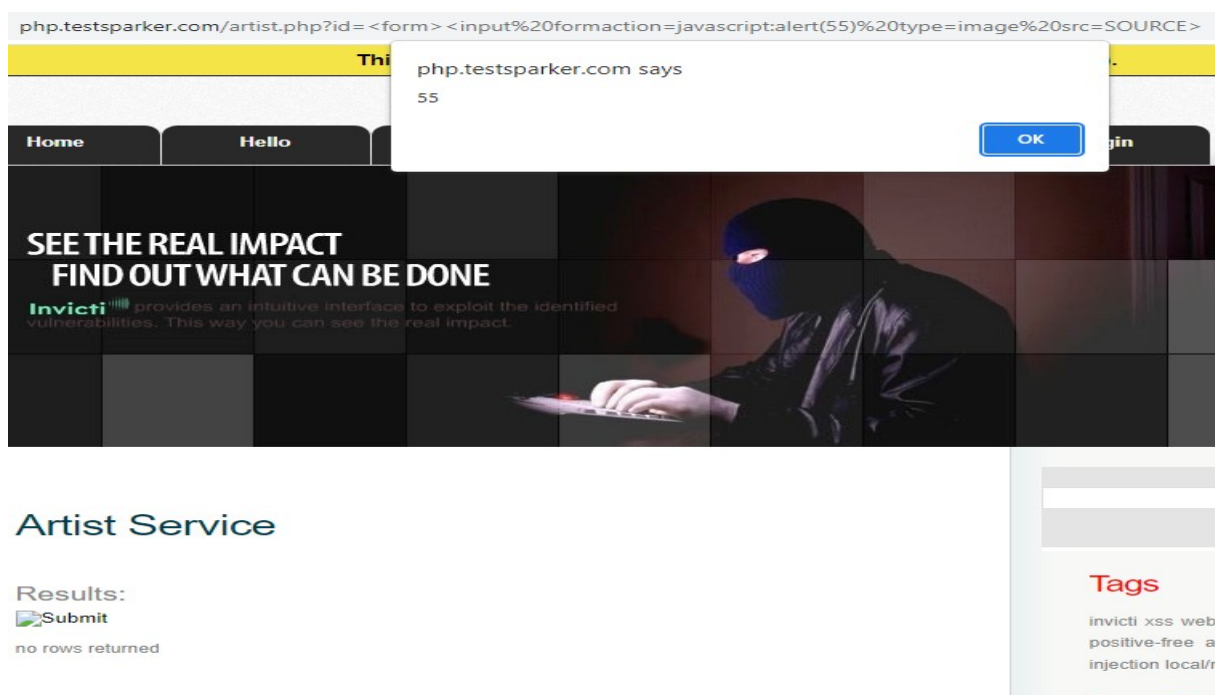 php.testsparker.com/artist.php?id=<form><input%20formaction=javascript:alert(55)%20type=image%20src=SOURCE>
php.testsparker.com says
55
OK
Home
Hello
SEE THE REAL IMPACT
FIND OUT WHAT CAN BE DONE
Invicti provides an intuitive interface to exploit the identified
vulnerabilities. This way you can see the real impact.
Artist Service
Results:
Submit
no rows returned
Tags
invicti xss web
positive-free a
injection local/